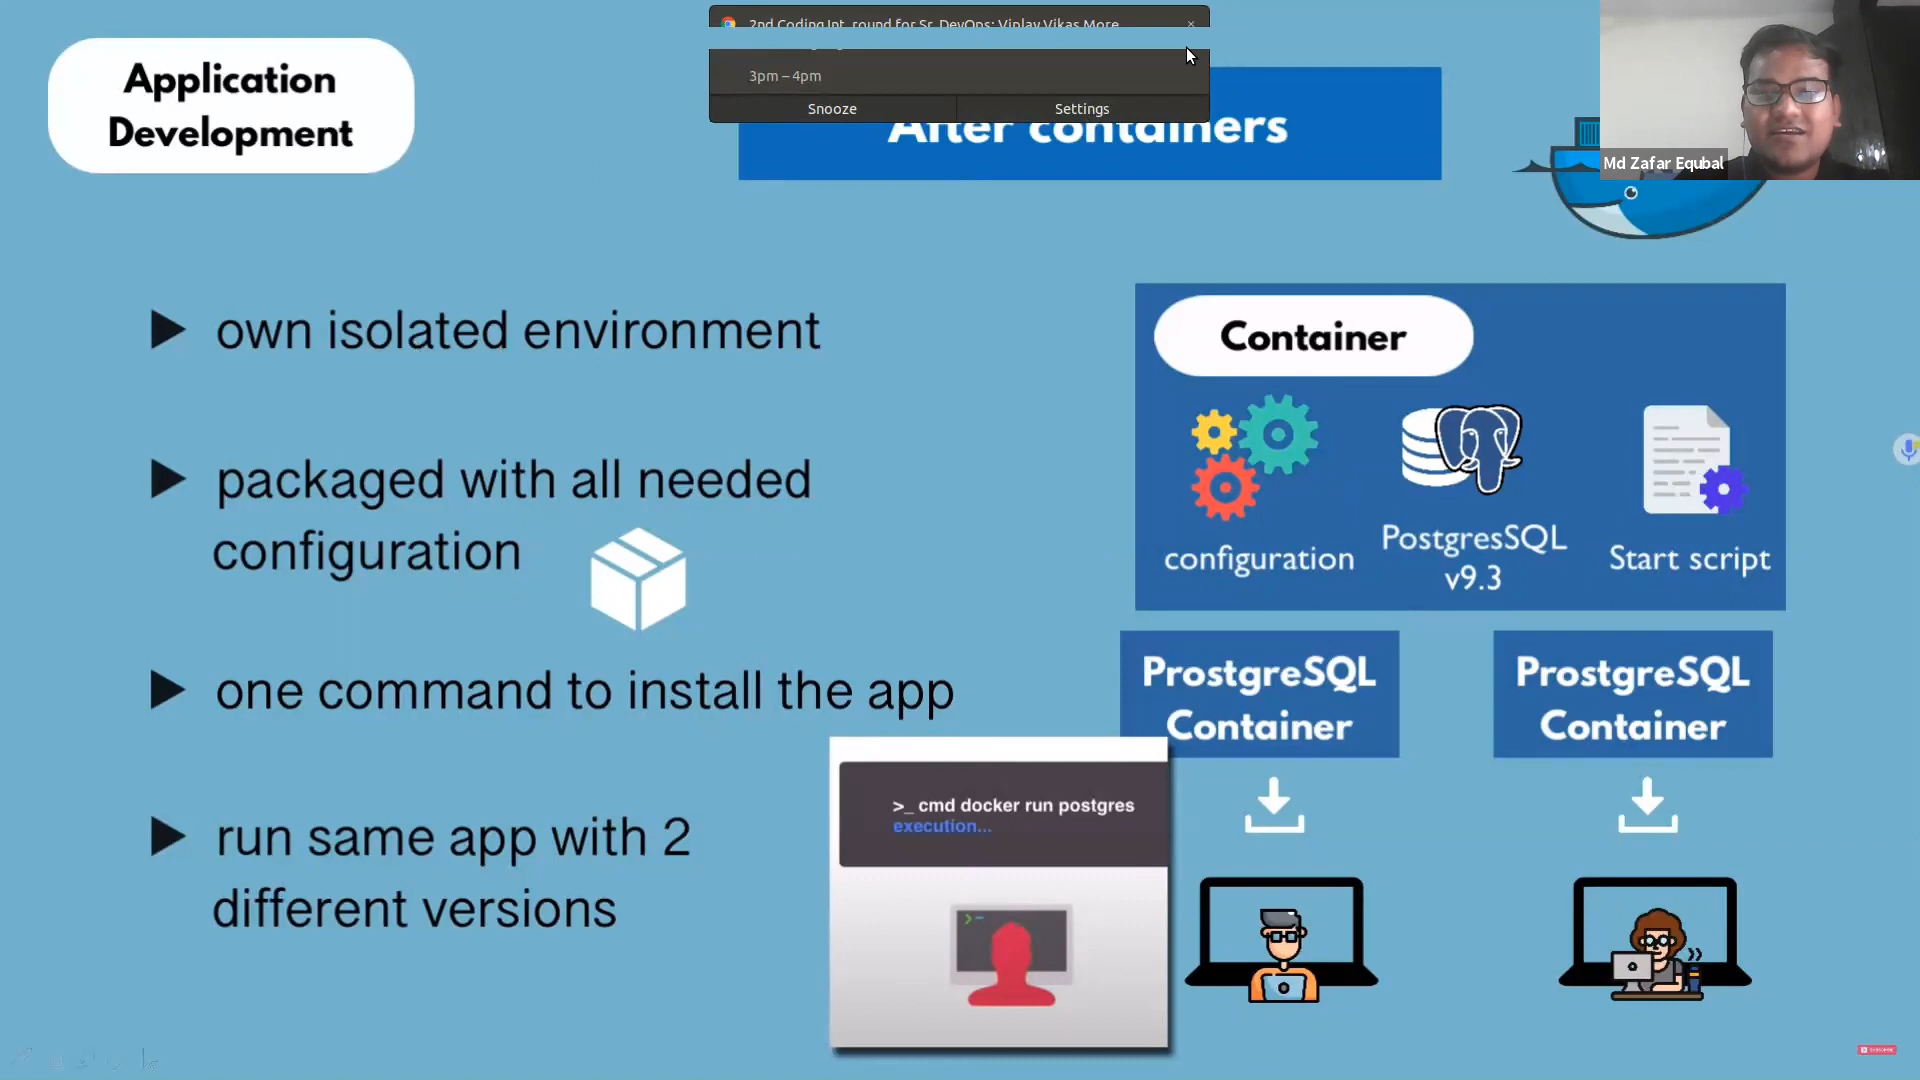 Application
Development
2nd Coding Int. round for Sr. DevOps: Viplav Vikas More
3pm – 4pm
Snooze
Settings
After containers
Md Zafar Equbal
own isolated environment
packaged with all needed
configuration
one command to install the app
run same app with 2
different versions
Container
configuration
PostgresSQL
v9.3
Start script
ProstgreSQL
Container
ProstgreSQL
Container
>_ cmd docker run postgres
execution...